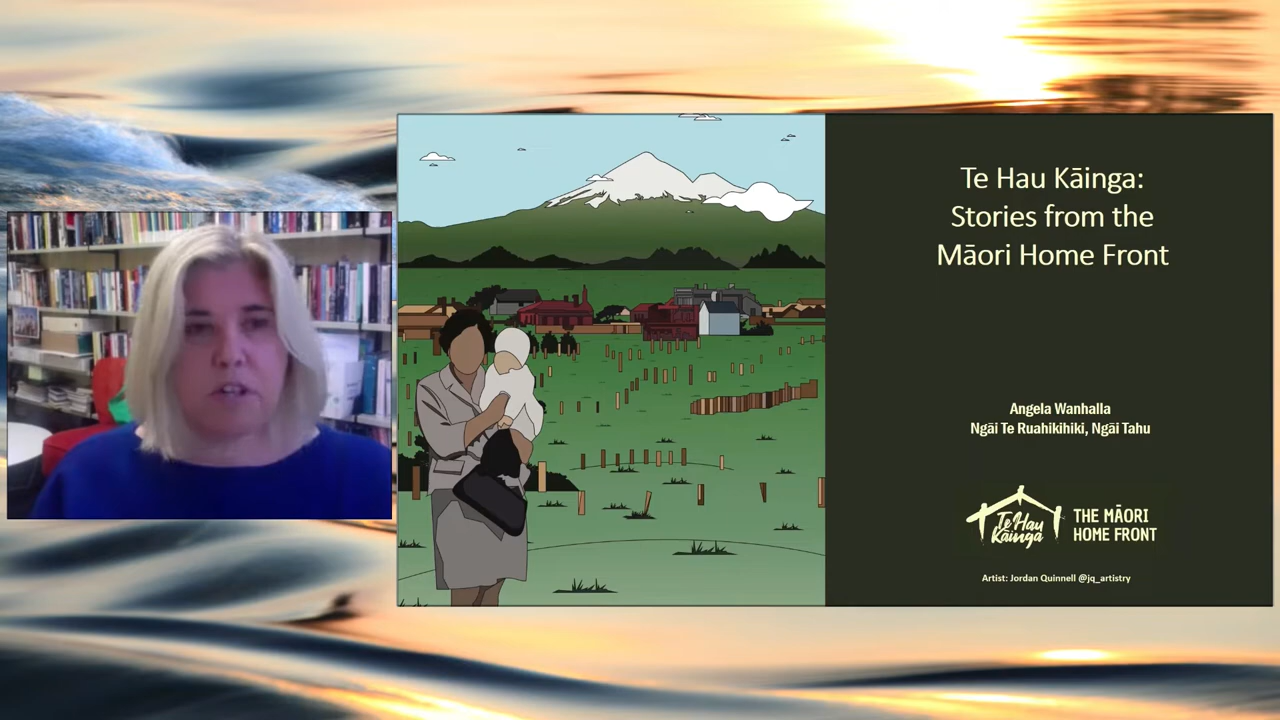 Te Hau Kāinga:
Stories from the
Māori Home Front
Angela Wanhalla
Ngāi Te Ruahikihiki, Ngāi Tahu
Te Hau
Kāinga
THE MĀORI
HOME FRONT
Artist: Jordan Quinnell @jq_artistry